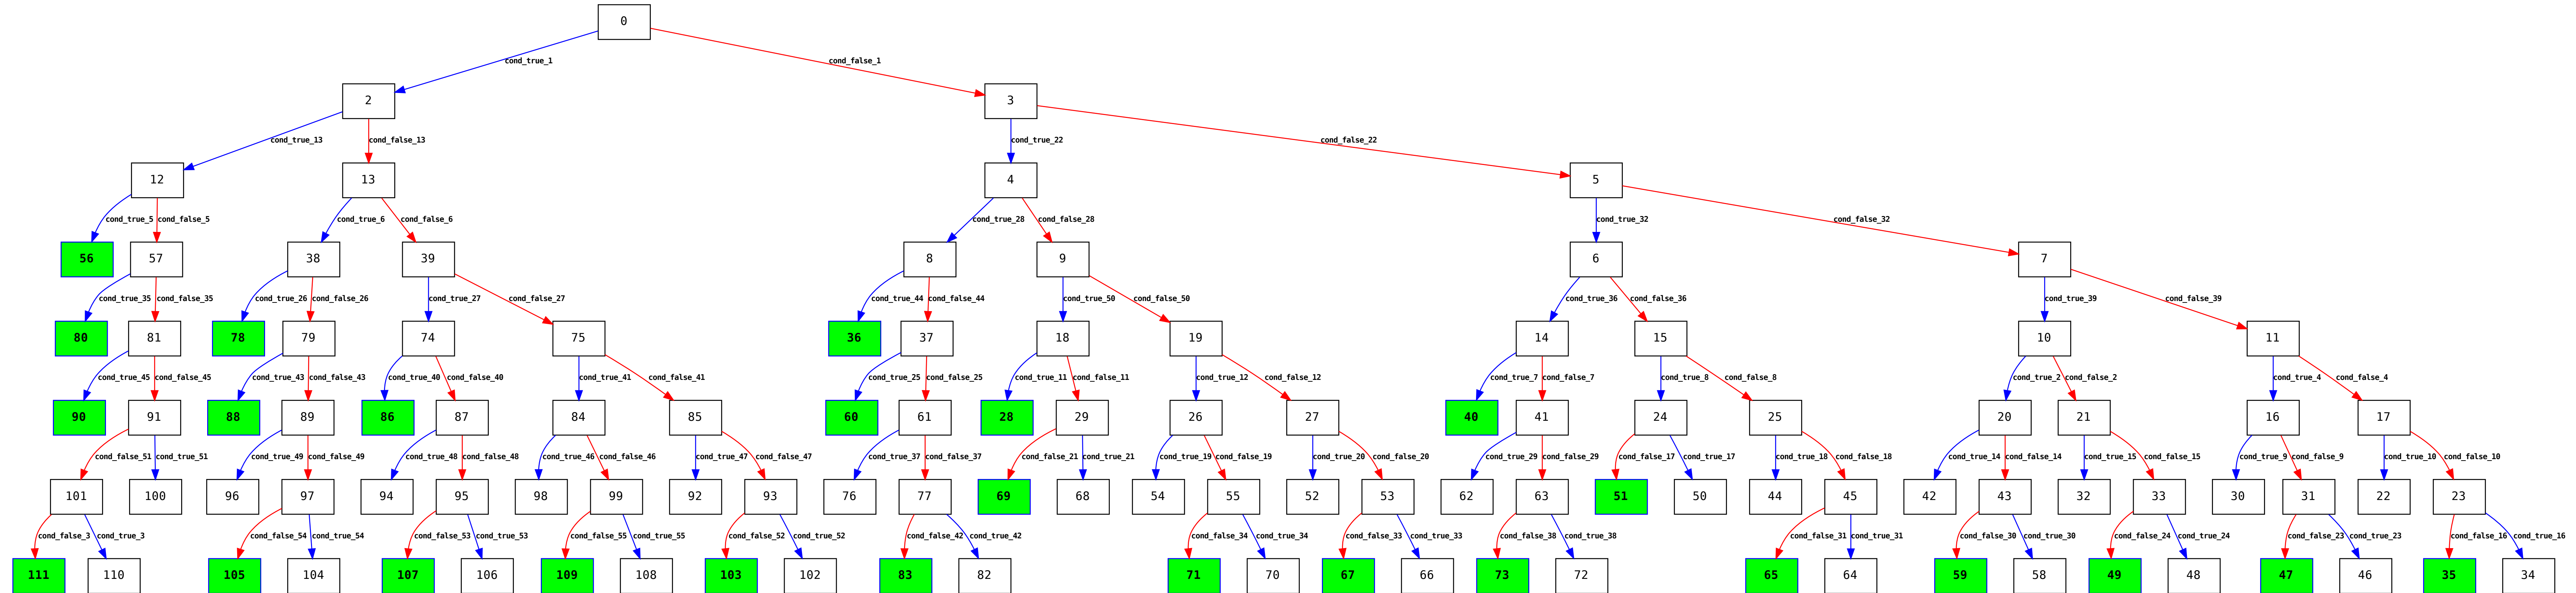 0
cond_true_1 cond_false_1
2 3
cond_true_13 cond_false_13 cond_true_22 cond_false_22
12 13 4 5
cond_true_5 cond_false_5 cond_true_6 cond_false_6 cond_true_28 cond_false_28 cond_true_32 cond_false_32
56 57 38 39 8 9 6 7
cond_true_35 cond_false_35 cond_true_26 cond_false_26 cond_true_27 cond_false_27 cond_true_44 cond_false_44 cond_true_50 cond_false_50 cond_true_36 cond_false_36 cond_true_39 cond_false_39
80 81 78 79 74 75 36 37 18 19 14 15 10 11
cond_true_45 cond_false_45 cond_true_43 cond_false_43 cond_true_40 cond_false_40 cond_true_41 cond_false_41 cond_true_25 cond_false_25 cond_true_11 cond_false_11 cond_true_12 cond_false_12 cond_true_7 cond_false_7 cond_true_8 cond_false_8 cond_true_2 cond_false_2 cond_true_4 cond_false_4
90 91 88 89 86 87 84 85 60 61 28 29 26 27 40 41 24 25 20 21 16 17
cond_false_51 cond_true_51 cond_true_49 cond_false_49 cond_true_48 cond_false_48 cond_true_46 cond_false_46 cond_true_47 cond_false_47 cond_true_37 cond_false_37 cond_false_21 cond_true_21 cond_true_19 cond_false_19 cond_true_20 cond_false_20 cond_true_29 cond_false_29 cond_false_17 cond_true_17 cond_true_18 cond_false_18 cond_true_14 cond_false_14 cond_true_15 cond_false_15 cond_true_9 cond_false_9 cond_true_10 cond_false_10
101 100 96 97 94 95 98 99 92 93 76 77 69 68 54 55 52 53 62 63 51 50 44 45 42 43 32 33 30 31 22 23
cond_false_3 cond_true_3 cond_false_54 cond_true_54 cond_false_53 cond_true_53 cond_false_55 cond_true_55 cond_false_52 cond_true_52 cond_false_42 cond_true_42 cond_false_34 cond_true_34 cond_false_33 cond_true_33 cond_false_38 cond_true_38 cond_false_31 cond_true_31 cond_false_30 cond_true_30 cond_false_24 cond_true_24 cond_false_23 cond_true_23 cond_false_16 cond_true_16
111 110 105 104 107 106 109 108 103 102 83 82 71 70 67 66 73 72 65 64 59 58 49 48 47 46 35 34